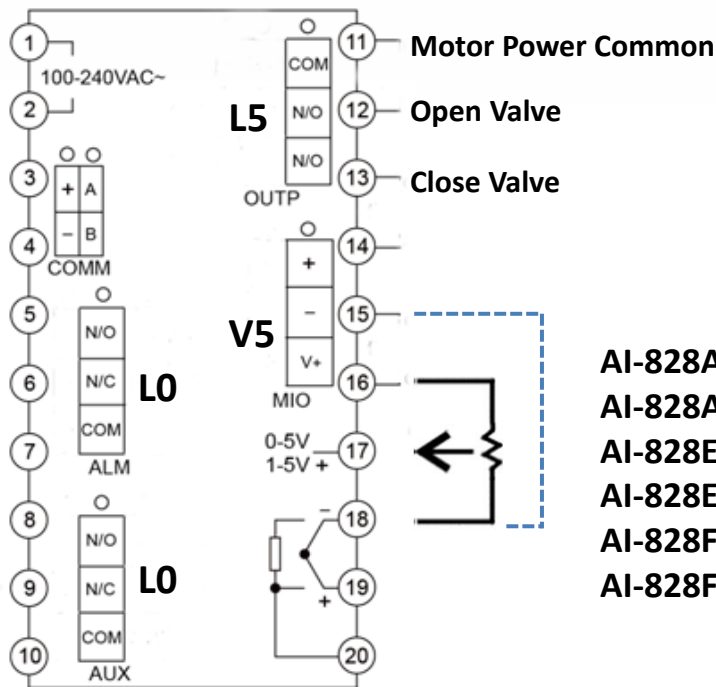 1
100-240VAC~
2
3
+ A
- B
4
COMM
5
N/O
6
N/C
L0
COM
7
ALM
8
N/O
9
N/C
L0
COM
10
AUX
COM
11
Motor Power Common
L5
N/O
12
Open Valve
N/O
13
Close Valve
OUTP
14
+
-
15
V5
V+
16
MIO
0-5V
1-5V +
17
-
18
+
19
20
AI-828A
AI-828A
AI-828E
AI-828E
AI-828F
AI-828F